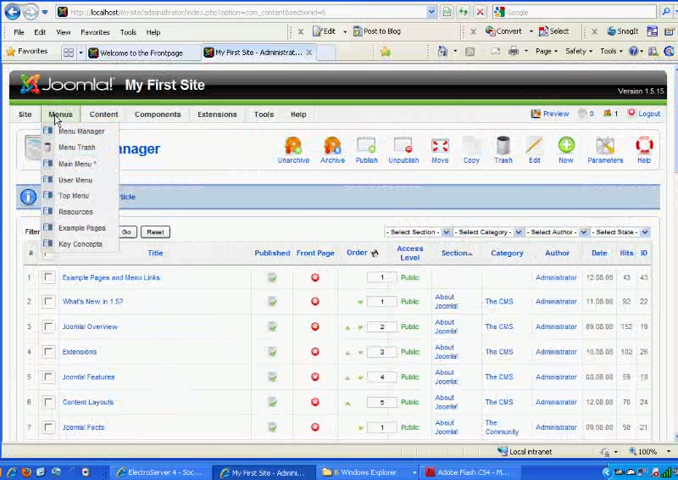 http://mysite/administrator/index.php?option=com_content&sectionid=5
Google
File Edit View Favorites Tools Help
Edit Post to Blog
Convert Select SnagIt
Favorites
Welcome to the Frontpage
My First Site - Administrat...
Page Safety Tools
Joomla! My First Site
Version 1.5.15
Site Menus Content Components Extensions Tools Help
Preview 0 1 Logout
Menu Manager
Menu Trash
Main Menu *
User Menu
Top Menu
Resources
Example Pages
Key Concepts
anager
Unarchive Archive Publish Unpublish Move Copy Trash Edit New Parameters Help
icle
Filter
Go Reset
- Select Section - - Select Category - - Select Author - - Select State -
# Title Published Front Page Order Access Level Section Category Author Date Hits ID
1 Example Pages and Menu Links 1 Public Administrator 12.08.08 43 43
2 What's New in 1.5? 1 Public About Joomla! The CMS Administrator 11.08.08 92 22
3 Joomla! Overview 2 Public About Joomla! The CMS Administrator 09.08.08 152 19
4 Extensions 3 Public About Joomla! The CMS Administrator 10.08.08 102 26
5 Joomla! Features 4 Public About Joomla! The CMS Administrator 08.08.08 59 18
6 Content Layouts 5 Public About Joomla! The CMS Administrator 12.08.08 70 24
7 Joomla! Facts 1 Public About Joomla! The Community Administrator 09.08.08 50 21
Local intranet 100%
ElectroServer 4 - So...
My First Site - Admini...
6 Windows Explorer
Adobe Flash CS4 - M...